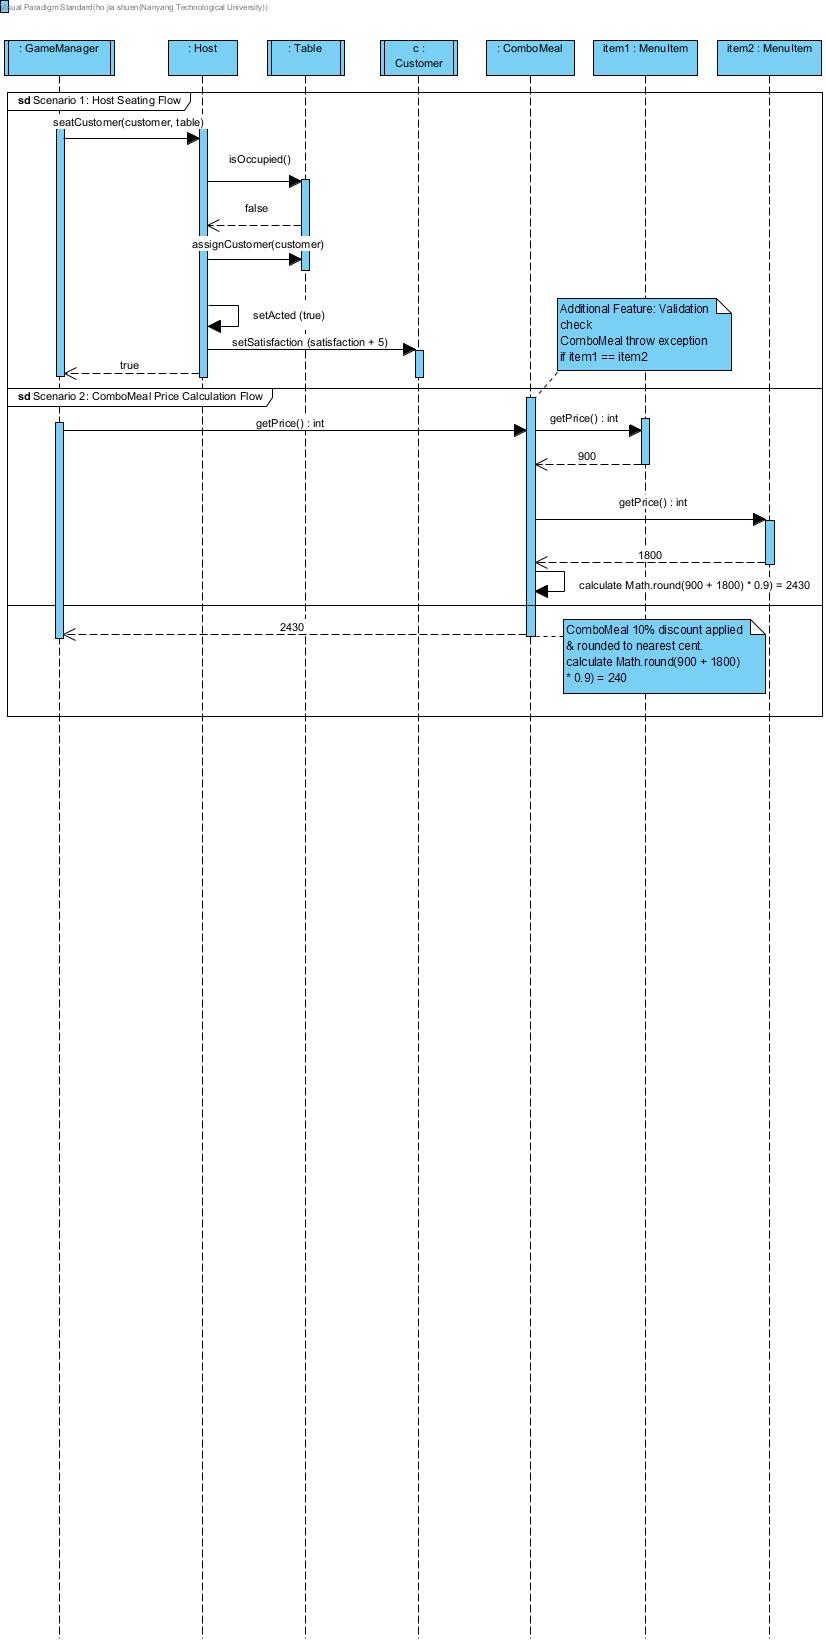 Visual Paradigm Standard(ho jia shuen(Nanyang Technological University))
: GameManager
: Host
: Table
c :
Customer
: ComboMeal
item1 : MenuItem
item2 : MenuItem
sd Scenario 1: Host Seating Flow
seatCustomer(customer, table)
isOccupied()
false
assignCustomer(customer)
setActed (true)
Additional Feature: Validation
check
ComboMeal throw exception
if item1 == item2
setSatisfaction (satisfaction + 5)
true
sd Scenario 2: ComboMeal Price Calculation Flow
getPrice() : int
getPrice() : int
900
getPrice() : int
1800
calculate Math.round(900 + 1800) * 0.9) = 2430
2430
ComboMeal 10% discount applied
& rounded to nearest cent.
calculate Math.round(900 + 1800)
* 0.9) = 240